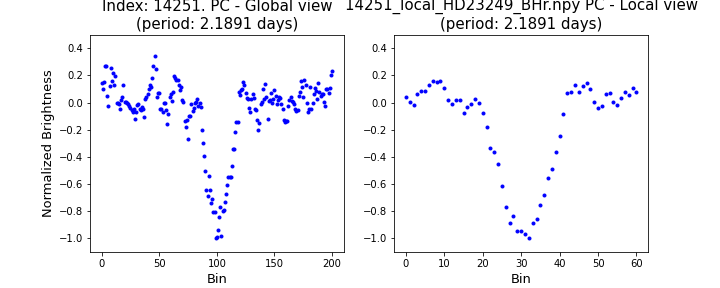 Index: 14251. PC - Global view
(period: 2.1891 days)
14251_local_HD23249_BHr.npy PC - Local view
(period: 2.1891 days)
Normalized Brightness
0.4
0.2
0.0
−0.2
−0.4
−0.6
−0.8
−1.0
0 50 100 150 200
Bin
0.4
0.2
0.0
−0.2
−0.4
−0.6
−0.8
−1.0
0 10 20 30 40 50 60
Bin